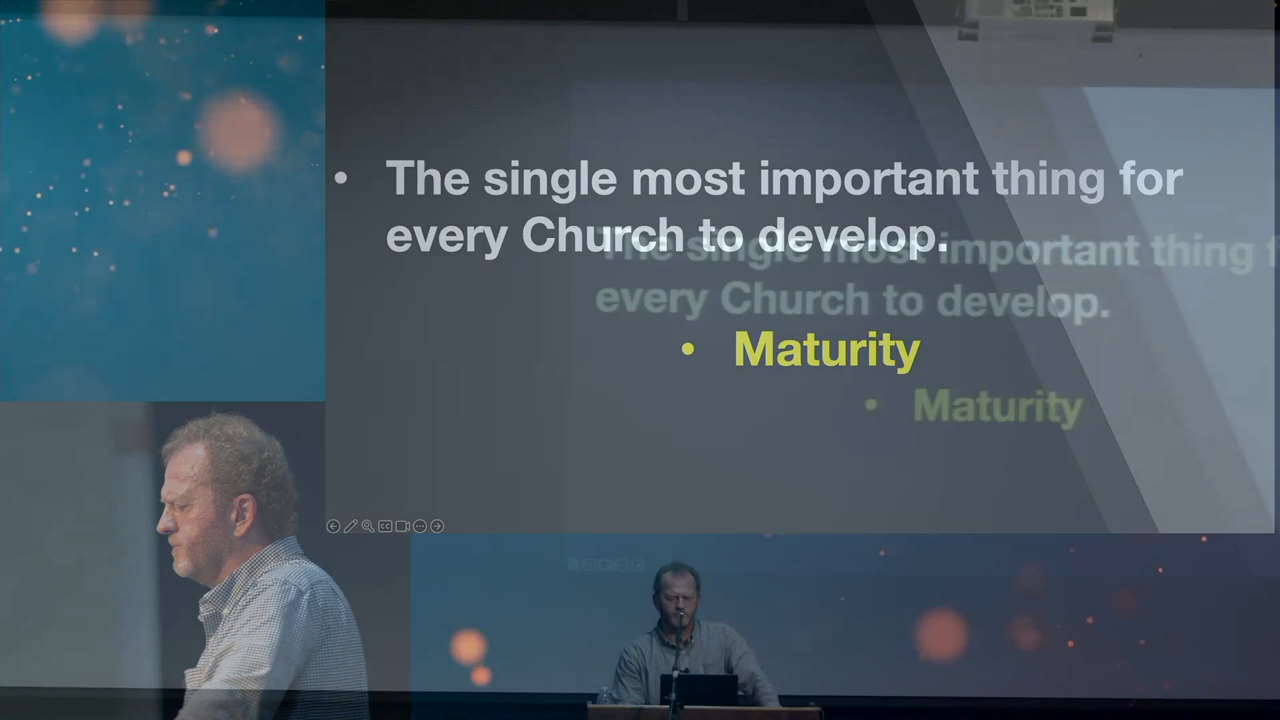 • The single most important thing for
every Church to develop.
The single most important thing f
every Church to develop.
• Maturity
• Maturity